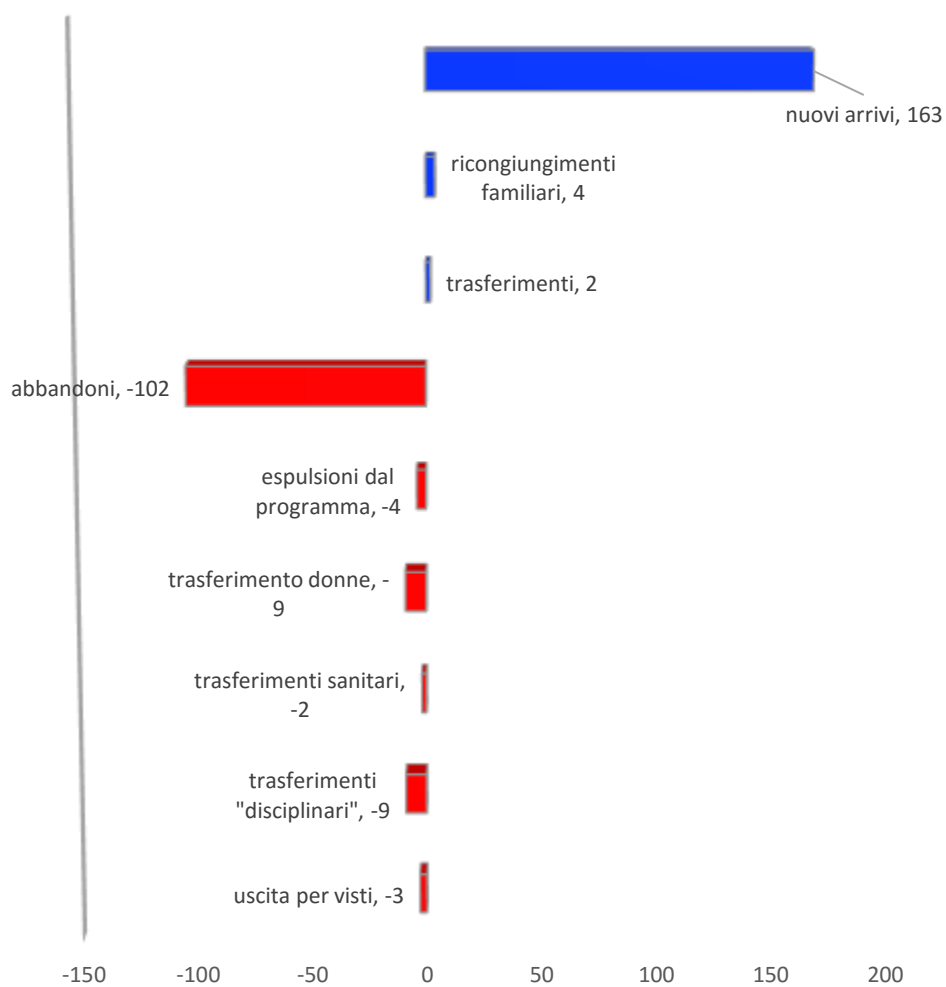 nuovi arrivi, 163
ricongiungimenti
familiari, 4
trasferimenti, 2
abbandoni, -102
espulsioni dal
programma, -4
trasferimento donne, -
9
trasferimenti sanitari,
-2
trasferimenti
"disciplinari", -9
uscita per visti, -3
-150 -100 -50 0 50 100 150 200